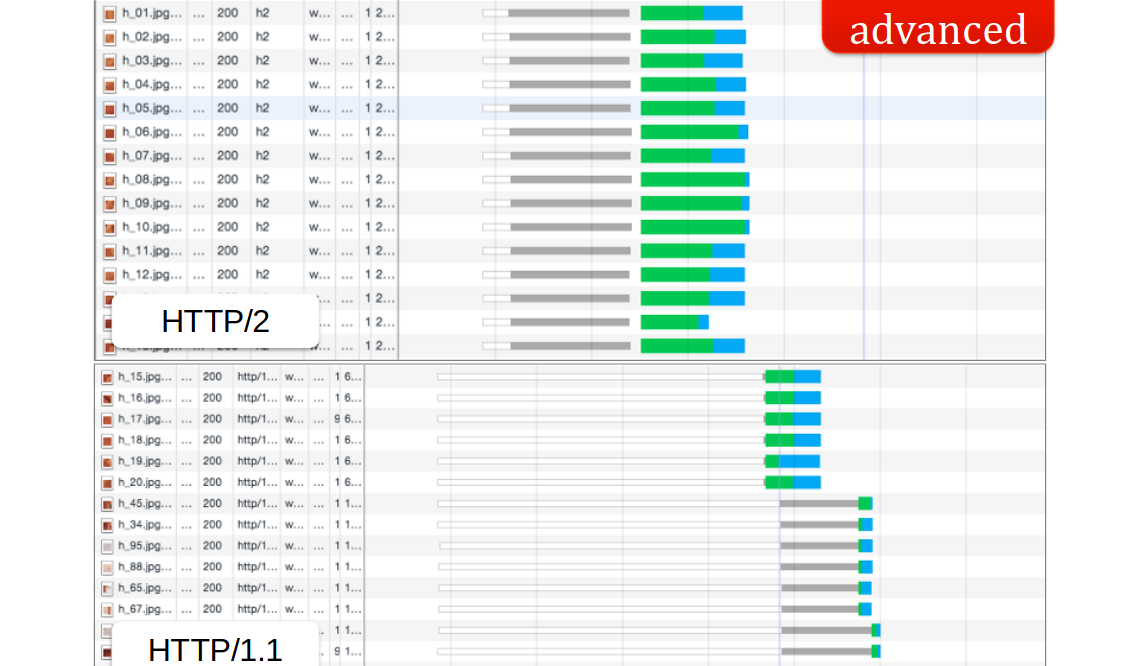 advanced
h_01.jpg... ... 200 h2 w... ... 1 2...
h_02.jpg... ... 200 h2 w... ... 1 2...
h_03.jpg... ... 200 h2 w... ... 1 2...
h_04.jpg... ... 200 h2 w... ... 1 2...
h_05.jpg... ... 200 h2 w... ... 1 2...
h_06.jpg... ... 200 h2 w... ... 1 2...
h_07.jpg... ... 200 h2 w... ... 1 2...
h_08.jpg... ... 200 h2 w... ... 1 2...
h_09.jpg... ... 200 h2 w... ... 1 2...
h_10.jpg... ... 200 h2 w... ... 1 2...
h_11.jpg... ... 200 h2 w... ... 1 2...
h_12.jpg... ... 200 h2 w... ... 1 2...
... 1 2...
HTTP/2 ... 1 2...
... 1 2...
h_15.jpg... ... 200 http/1... w... ... 1 6...
h_16.jpg... ... 200 http/1... w... ... 1 6...
h_17.jpg... ... 200 http/1... w... ... 9 6...
h_18.jpg... ... 200 http/1... w... ... 1 6...
h_19.jpg... ... 200 http/1... w... ... 1 6...
h_20.jpg... ... 200 http/1... w... ... 1 6...
h_45.jpg... ... 200 http/1... w... ... 1 1...
h_34.jpg... ... 200 http/1... w... ... 1 1...
h_95.jpg... ... 200 http/1... w... ... 1 1...
h_88.jpg... ... 200 http/1... w... ... 1 1...
h_65.jpg... ... 200 http/1... w... ... 1 1...
h_67.jpg... ... 200 http/1... w... ... 1 1...
1 1...
HTTP/1.1 9 1...